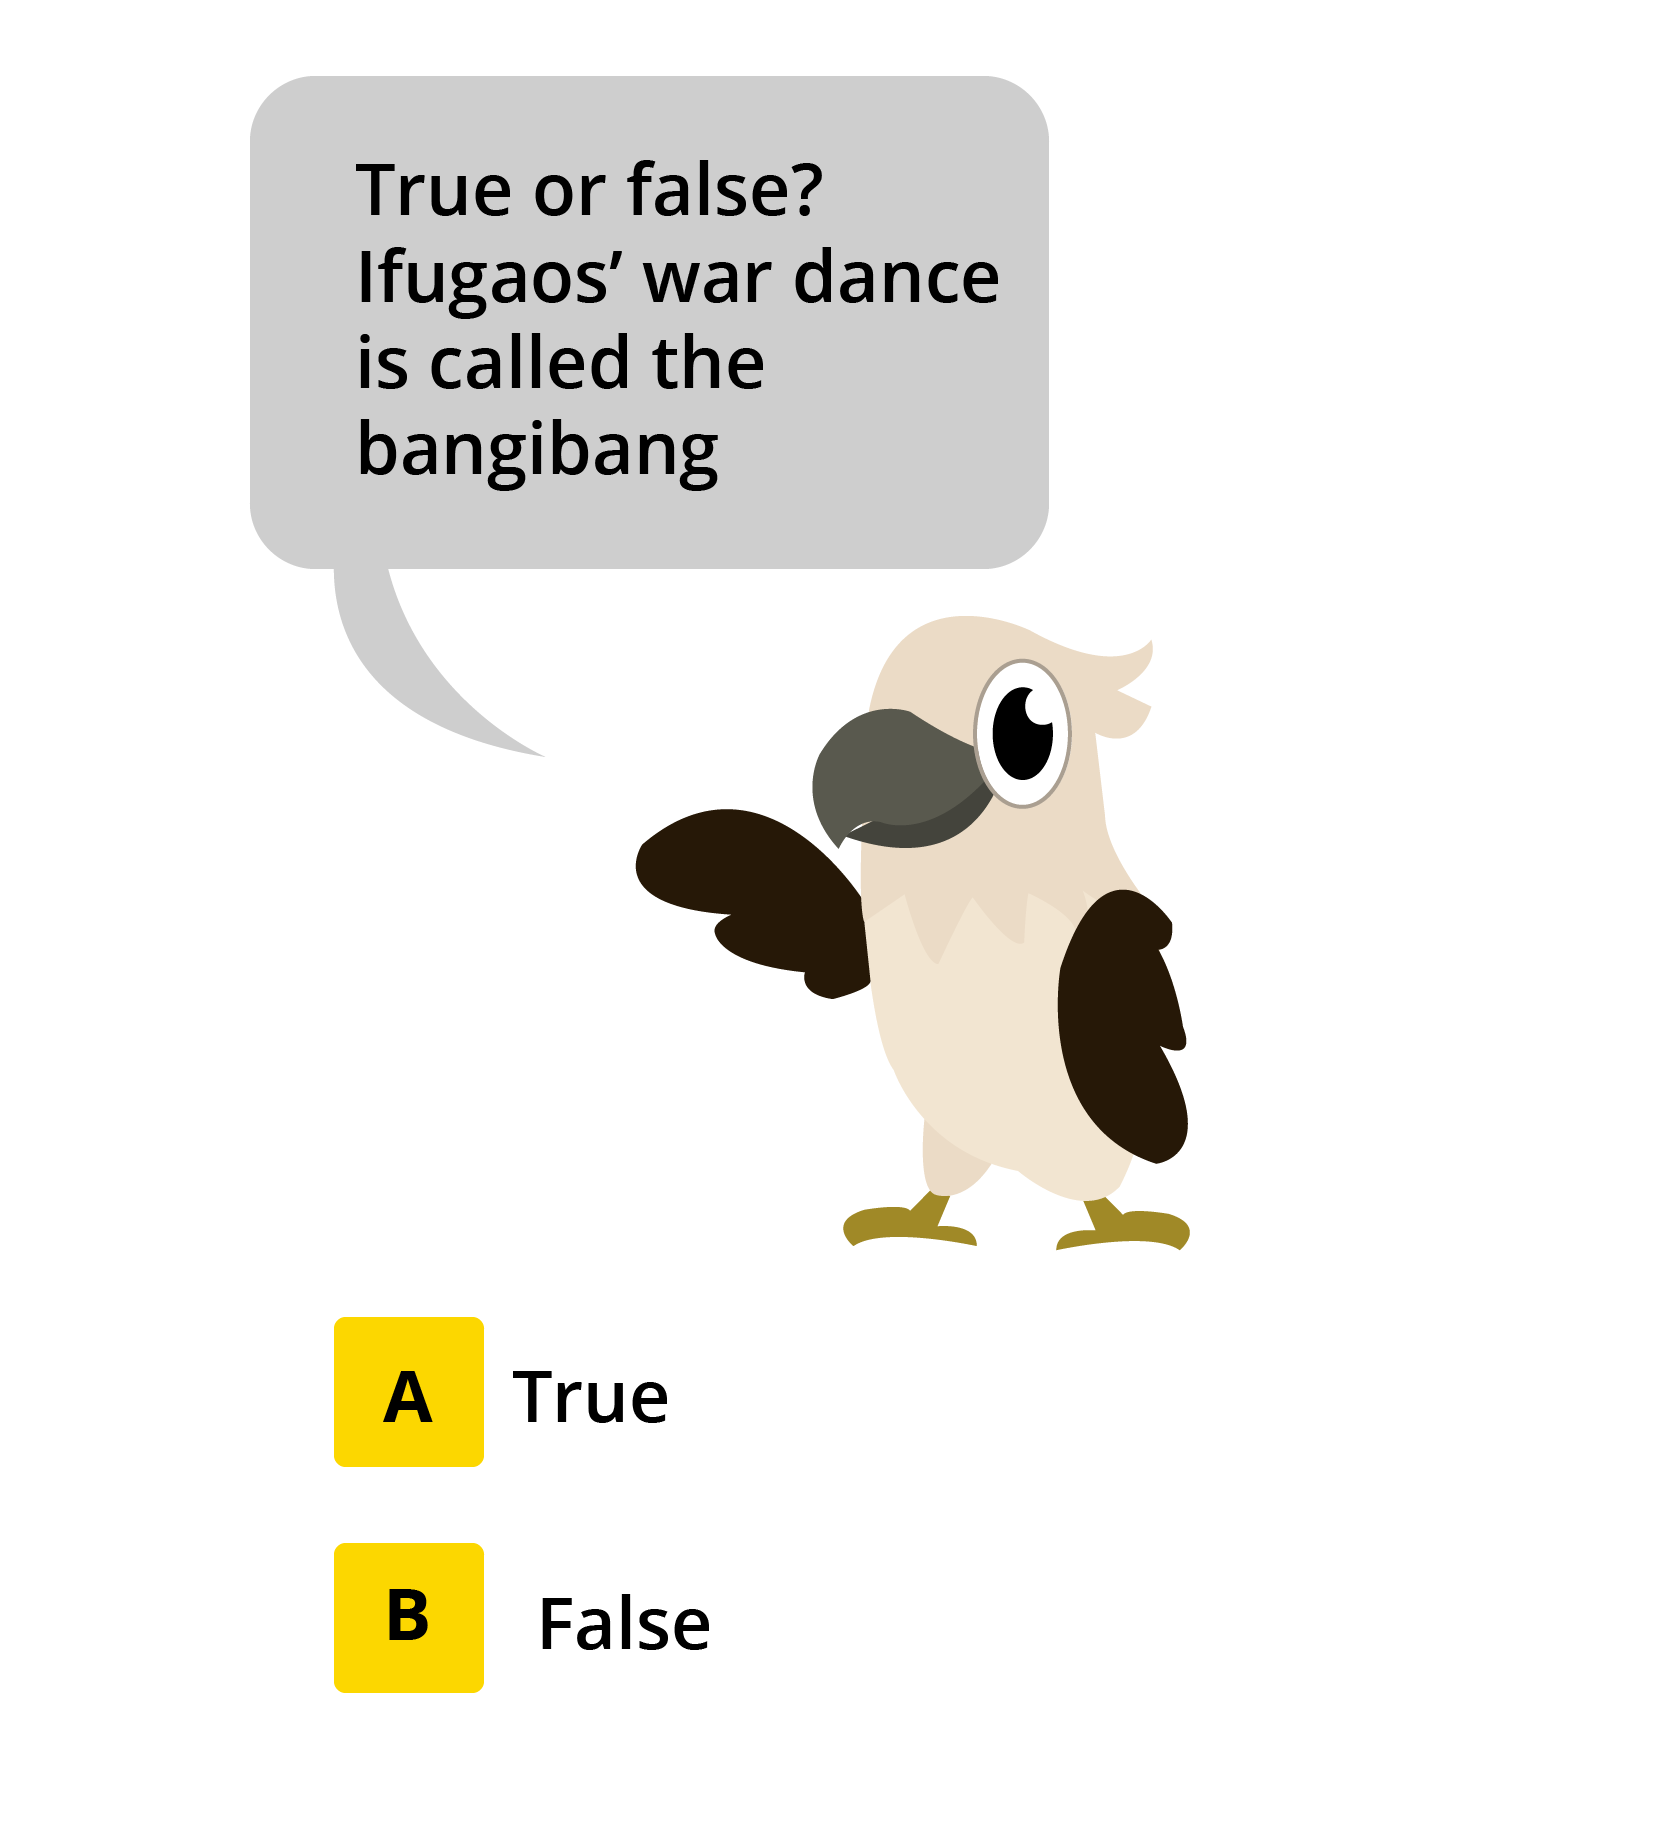 True or false?
Ifugaos’ war dance
is called the
bangibang
A True
B False